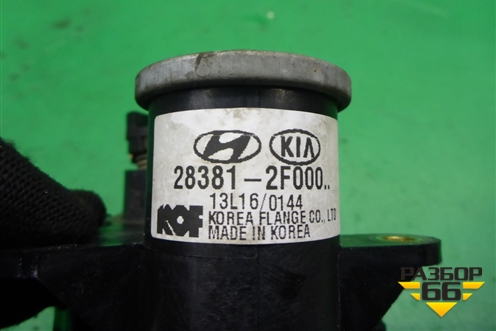 KIA
28381-2F000..
13L16/0144
KOF KOREA FLANGE CO., LTD
MADE IN KOREA
РАЗБОР
66